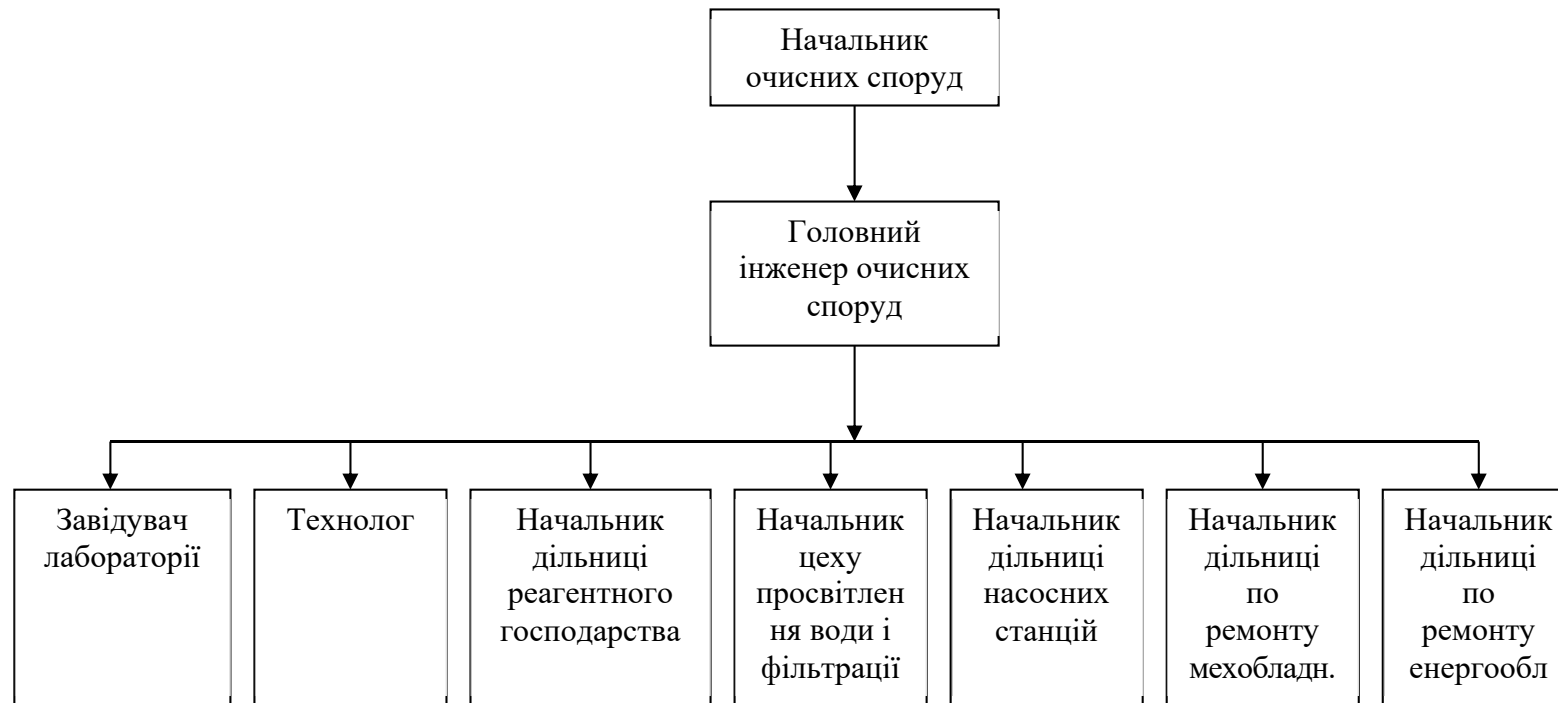 Начальник
очисних споруд
Головний
інженер очисних
споруд
Завідувач
лабораторії
Технолог
Начальник
дільниці
реагентного
господарства
Начальник
цеху
просвітлен
ня води і
фільтрації
Начальник
дільниці
насосних
станцій
Начальник
дільниці
по
ремонту
мехобладн.
Начальник
дільниці
по
ремонту
енергообл